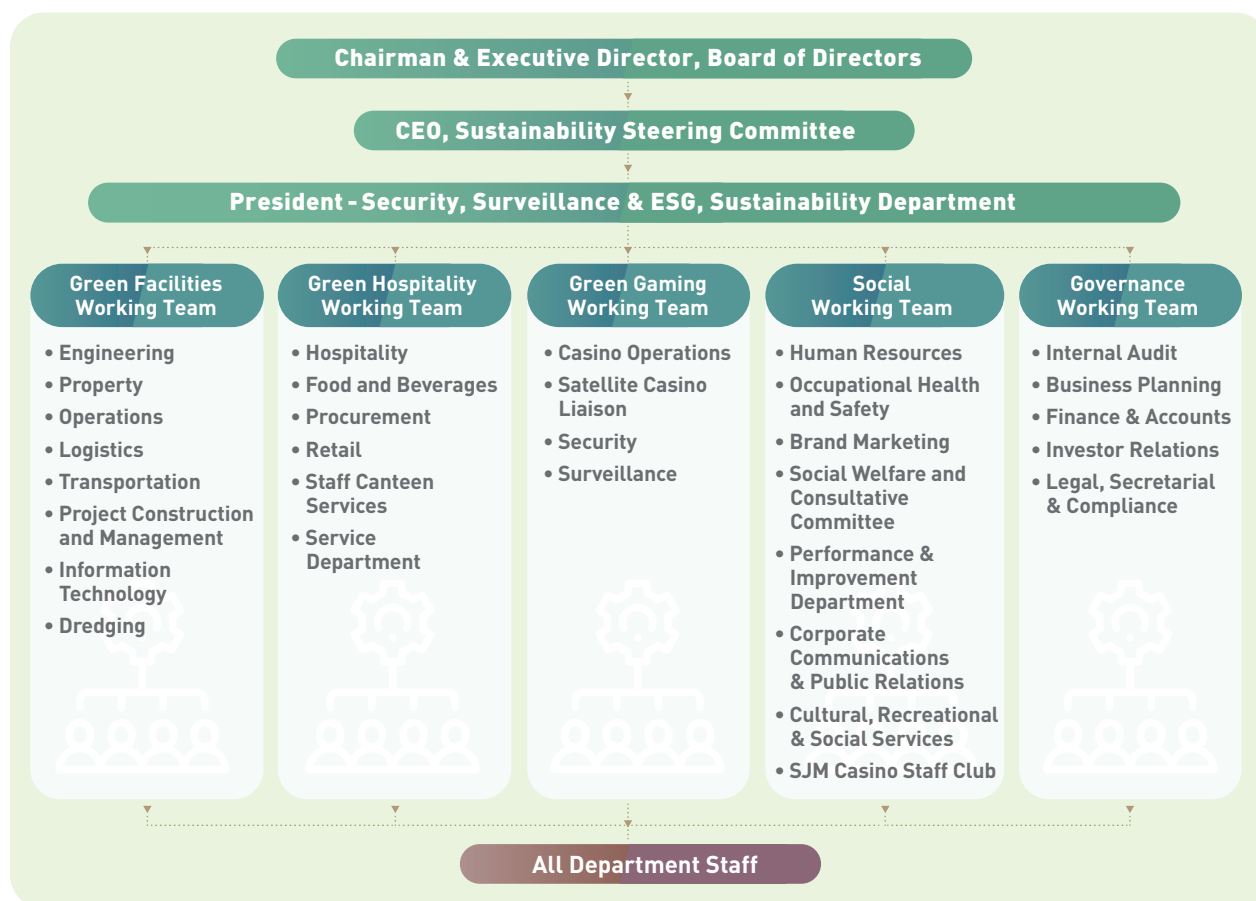 Chairman & Executive Director, Board of Directors
CEO, Sustainability Steering Committee
President - Security, Surveillance & ESG, Sustainability Department
Green Facilities
Working Team
• Engineering
• Property
• Operations
• Logistics
• Transportation
• Project Construction
and Management
• Information
Technology
• Dredging
Green Hospitality
Working Team
• Hospitality
• Food and Beverages
• Procurement
• Retail
• Staff Canteen
Services
• Service
Department
Green Gaming
Working Team
• Casino Operations
• Satellite Casino
Liaison
• Security
• Surveillance
Social
Working Team
• Human Resources
• Occupational Health
and Safety
• Brand Marketing
• Social Welfare and
Consultative
Committee
• Performance &
Improvement
Department
• Corporate
Communications
& Public Relations
• Cultural, Recreational
& Social Services
• SJM Casino Staff Club
Governance
Working Team
• Internal Audit
• Business Planning
• Finance & Accounts
• Investor Relations
• Legal, Secretarial
& Compliance
All Department Staff